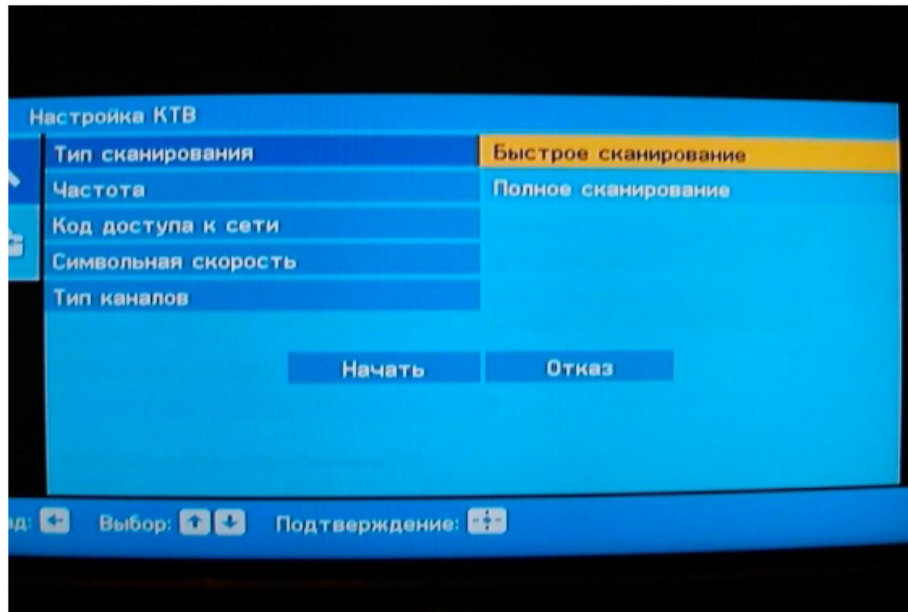 Настройка КТВ
Тип сканирования Быстрое сканирование
Частота Полное сканирование
Код доступа к сети
Символьная скорость
Тип каналов
Начать Отказ
Выбор: Подтверждение: